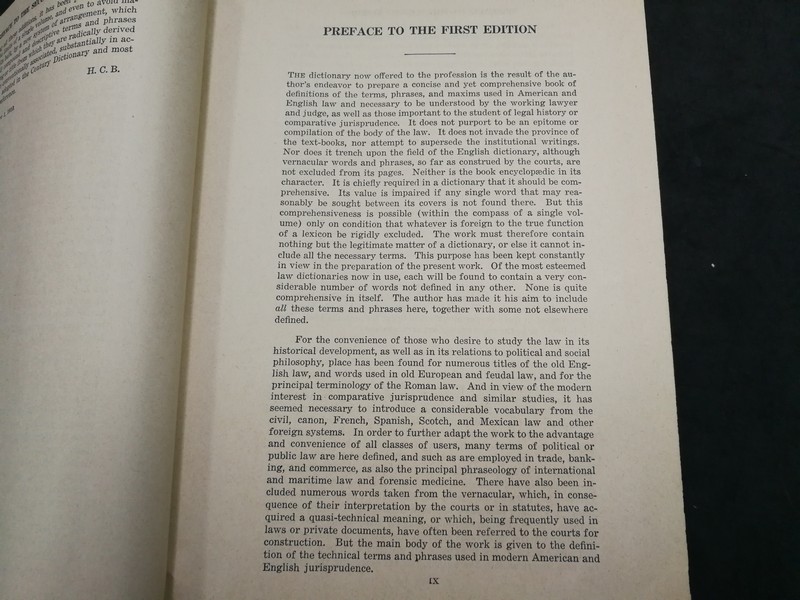 a single volume, and even to avoid ma-
system of arrangement, which
descriptive terms and phrases
from which they are radically derived
associated, substantially in ac-
adopted in the Century Dictionary and most
H. C. B.
PREFACE TO THE FIRST EDITION
THE dictionary now offered to the profession is the result of the au-
thor's endeavor to prepare a concise and yet comprehensive book of
definitions of the terms, phrases, and maxims used in American and
English law and necessary to be understood by the working lawyer
and judge, as well as those important to the student of legal history or
comparative jurisprudence. It does not purport to be an epitome or
compilation of the body of the law. It does not invade the province of
the text-books, nor attempt to supersede the institutional writings.
Nor does it trench upon the field of the English dictionary, although
vernacular words and phrases, so far as construed by the courts, are
not excluded from its pages. Neither is the book encyclopædic in its
character. It is chiefly required in a dictionary that it should be com-
prehensive. Its value is impaired if any single word that may rea-
sonably be sought between its covers is not found there. But this
comprehensiveness is possible (within the compass of a single vol-
ume) only on condition that whatever is foreign to the true function
of a lexicon be rigidly excluded. The work must therefore contain
nothing but the legitimate matter of a dictionary, or else it cannot in-
clude all the necessary terms. This purpose has been kept constantly
in view in the preparation of the present work. Of the most esteemed
law dictionaries now in use, each will be found to contain a very con-
siderable number of words not defined in any other. None is quite
comprehensive in itself. The author has made it his aim to include
all these terms and phrases here, together with some not elsewhere
defined.
For the convenience of those who desire to study the law in its
historical development, as well as in its relations to political and social
philosophy, place has been found for numerous titles of the old Eng-
lish law, and words used in old European and feudal law, and for the
principal terminology of the Roman law. And in view of the modern
interest in comparative jurisprudence and similar studies, it has
seemed necessary to introduce a considerable vocabulary from the
civil, canon, French, Spanish, Scotch, and Mexican law and other
foreign systems. In order to further adapt the work to the advantage
and convenience of all classes of users, many terms of political or
public law are here defined, and such as are employed in trade, bank-
ing, and commerce, as also the principal phraseology of international
and maritime law and forensic medicine. There have also been in-
cluded numerous words taken from the vernacular, which, in conse-
quence of their interpretation by the courts or in statutes, have ac-
quired a quasi-technical meaning, or which, being frequently used in
laws or private documents, have often been referred to the courts for
construction. But the main body of the work is given to the defini-
tion of the technical terms and phrases used in modern American and
English jurisprudence.
IX